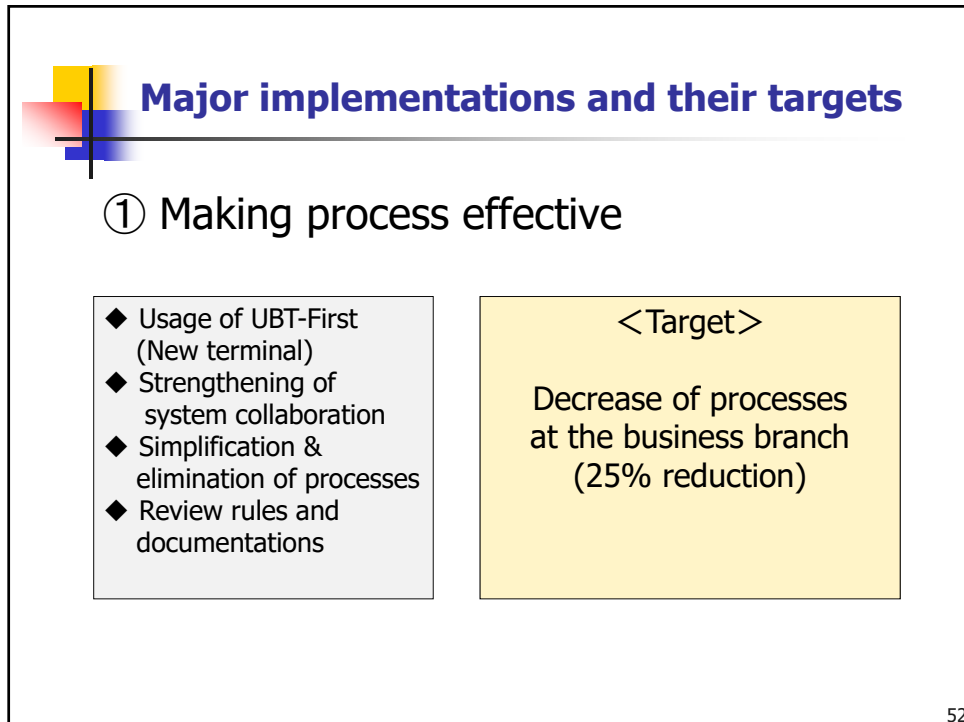 Major implementations and their targets
① Making process effective
◆ Usage of UBT-First
(New terminal)
◆ Strengthening of
system collaboration
◆ Simplification &
elimination of processes
◆ Review rules and
documentations
＜Target＞
Decrease of processes
at the business branch
(25% reduction)
52